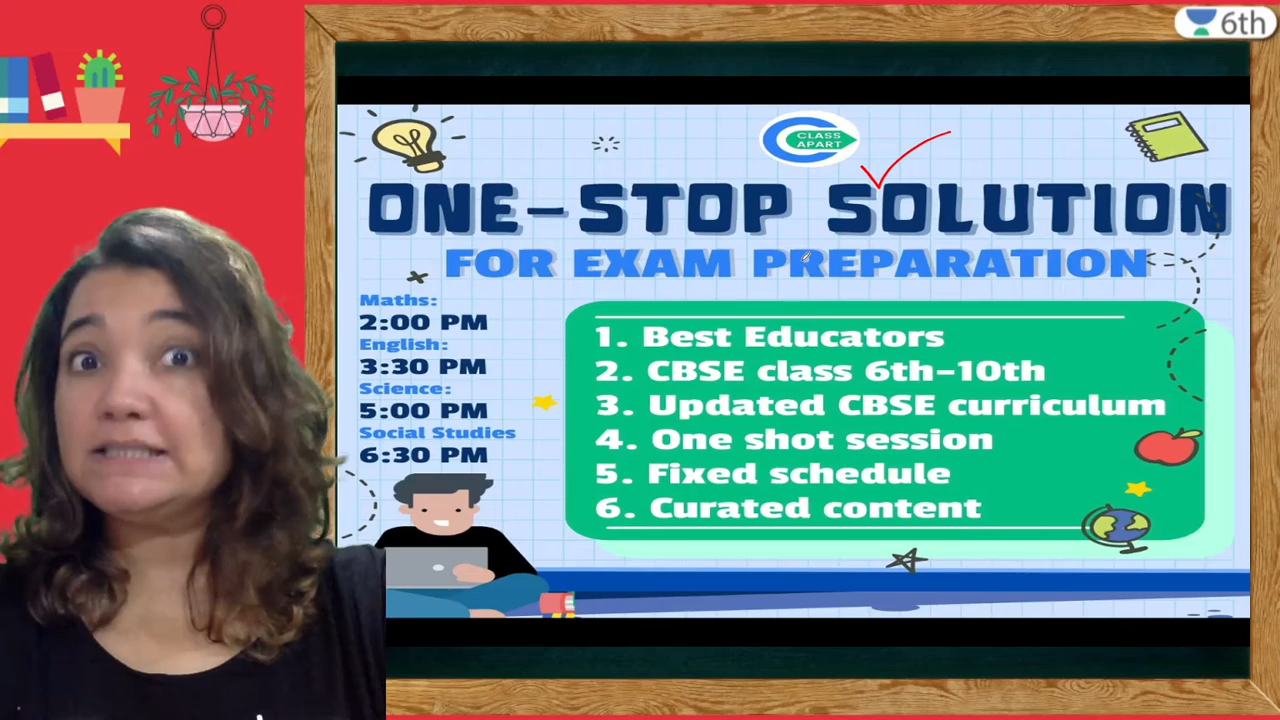 6th
CLASS
APART
ONE-STOP SOLUTION
FOR EXAM PREPARATION
Maths:
2:00 PM
English:
3:30 PM
Science:
5:00 PM
Social Studies
6:30 PM
1. Best Educators
2. CBSE class 6th-10th
3. Updated CBSE curriculum
4. One shot session
5. Fixed schedule
6. Curated content